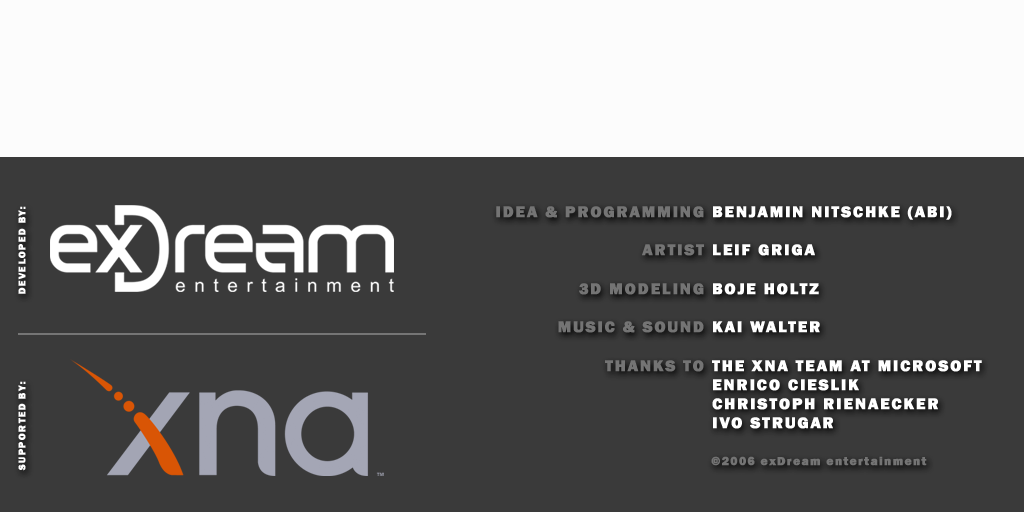 DEVELOPED BY:
exDream
entertainment
SUPPORTED BY:
xna
™
IDEA & PROGRAMMING BENJAMIN NITSCHKE (ABI)
ARTIST LEIF GRIGA
3D MODELING BOJE HOLTZ
MUSIC & SOUND KAI WALTER
THANKS TO THE XNA TEAM AT MICROSOFT
ENRICO CIESLIK
CHRISTOPH RIENAECKER
IVO STRUGAR
©2006 exDream entertainment